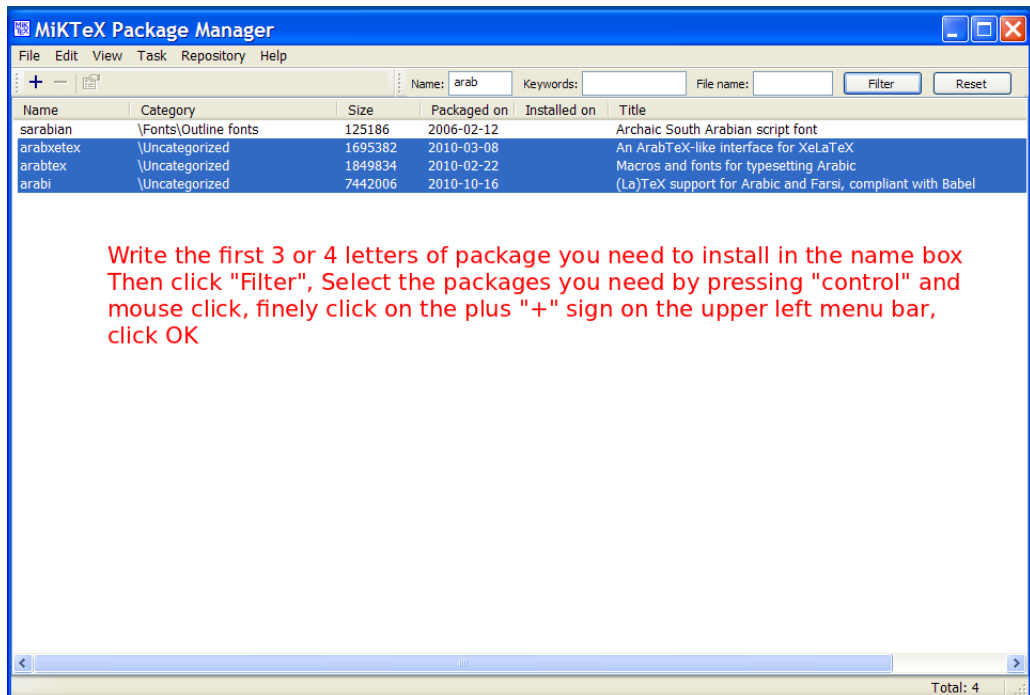 MiKTeX Package Manager
File Edit View Task Repository Help
+ − Name: arab Keywords: File name: Filter Reset
Name Category Size Packaged on Installed on Title
sarabian \Fonts\Outline fonts 125186 2006-02-12 Archaic South Arabian script font
arabxetex \Uncategorized 1695382 2010-03-08 An ArabTeX-like interface for XeLaTeX
arabtex \Uncategorized 1849834 2010-02-22 Macros and fonts for typesetting Arabic
arabi \Uncategorized 7442006 2010-10-16 (La)TeX support for Arabic and Farsi, compliant with Babel
Write the first 3 or 4 letters of package you need to install in the name box
Then click "Filter", Select the packages you need by pressing "control" and
mouse click, finely click on the plus "+" sign on the upper left menu bar,
click OK
Total: 4